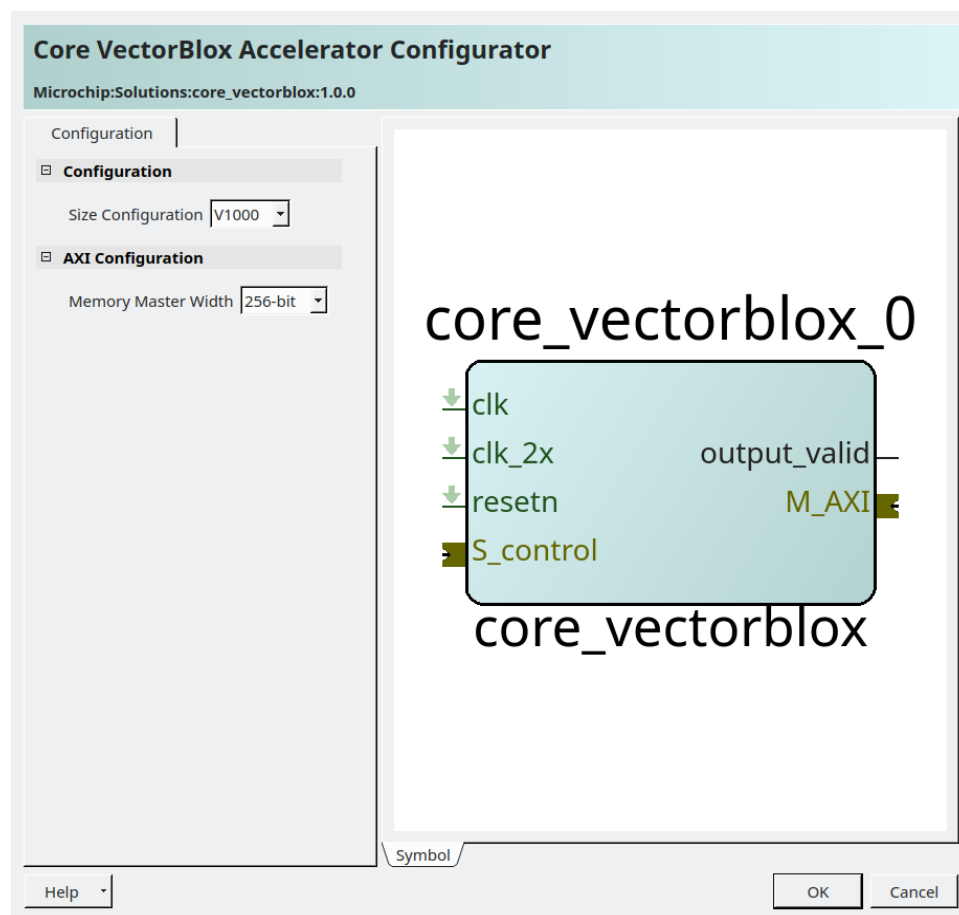 Core VectorBlox Accelerator Configurator
Microchip:Solutions:core_vectorblox:1.0.0
Configuration
Configuration
Size Configuration V1000
AXI Configuration
Memory Master Width 256-bit
core_vectorblox_0
clk
clk_2x
output_valid
resetn
M_AXI
S_control
core_vectorblox
Symbol
Help
OK
Cancel